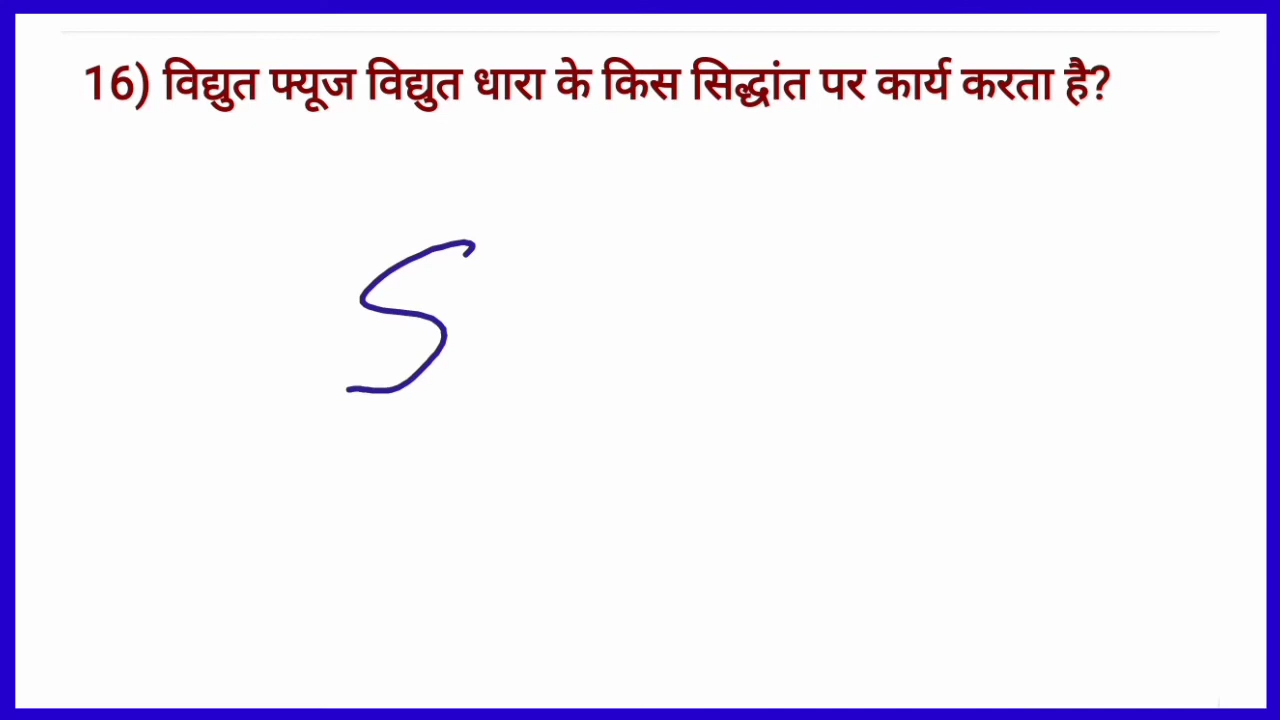 16) विद्युत फ्यूज विद्युत धारा के किस सिद्धांत पर कार्य करता है?
S